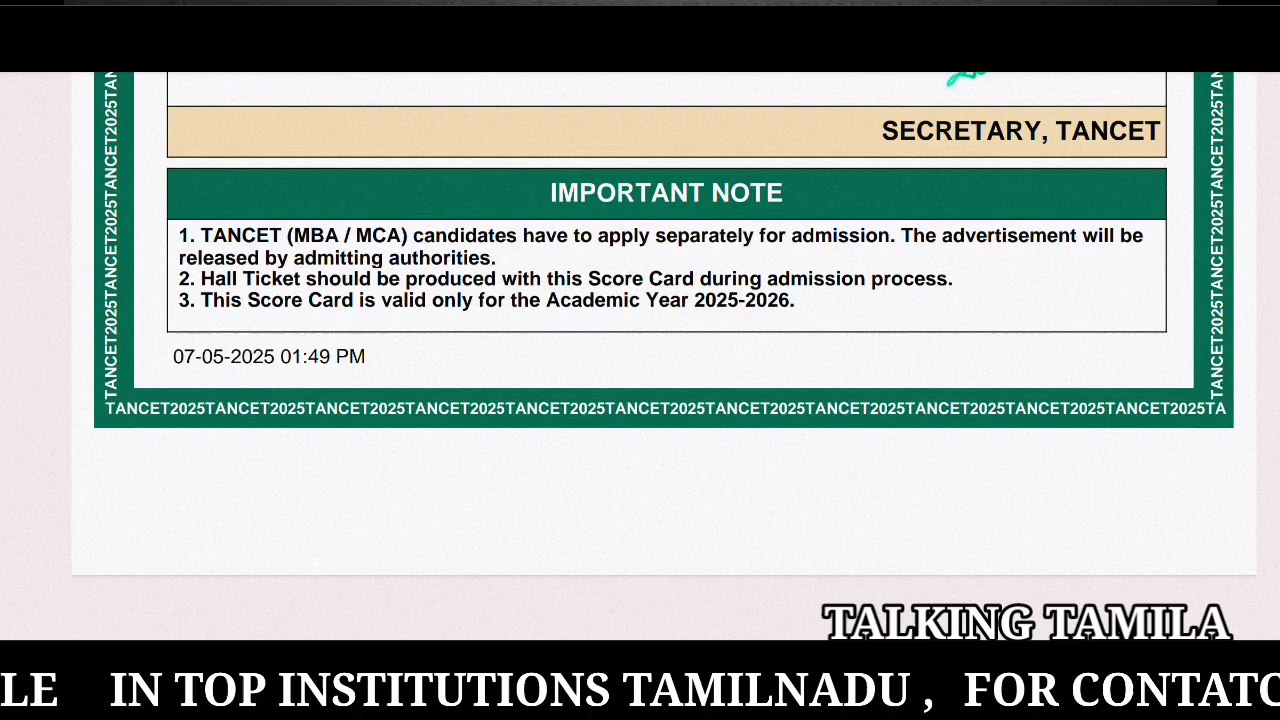 SECRETARY, TANCET
IMPORTANT NOTE
1. TANCET (MBA / MCA) candidates have to apply separately for admission. The advertisement will be
released by admitting authorities.
2. Hall Ticket should be produced with this Score Card during admission process.
3. This Score Card is valid only for the Academic Year 2025-2026.
07-05-2025 01:49 PM
TANCET2025TANCET2025TANCET2025TAN
TANCET2025TANCET2025TANCET2025TAN
TANCET2025TANCET2025TANCET2025TANCET2025TANCET2025TANCET2025TANCET2025TANCET2025TANCET2025TANCET2025TANCET2025TA
TALKING TAMILA
LE IN TOP INSTITUTIONS TAMILNADU , FOR CONTATC